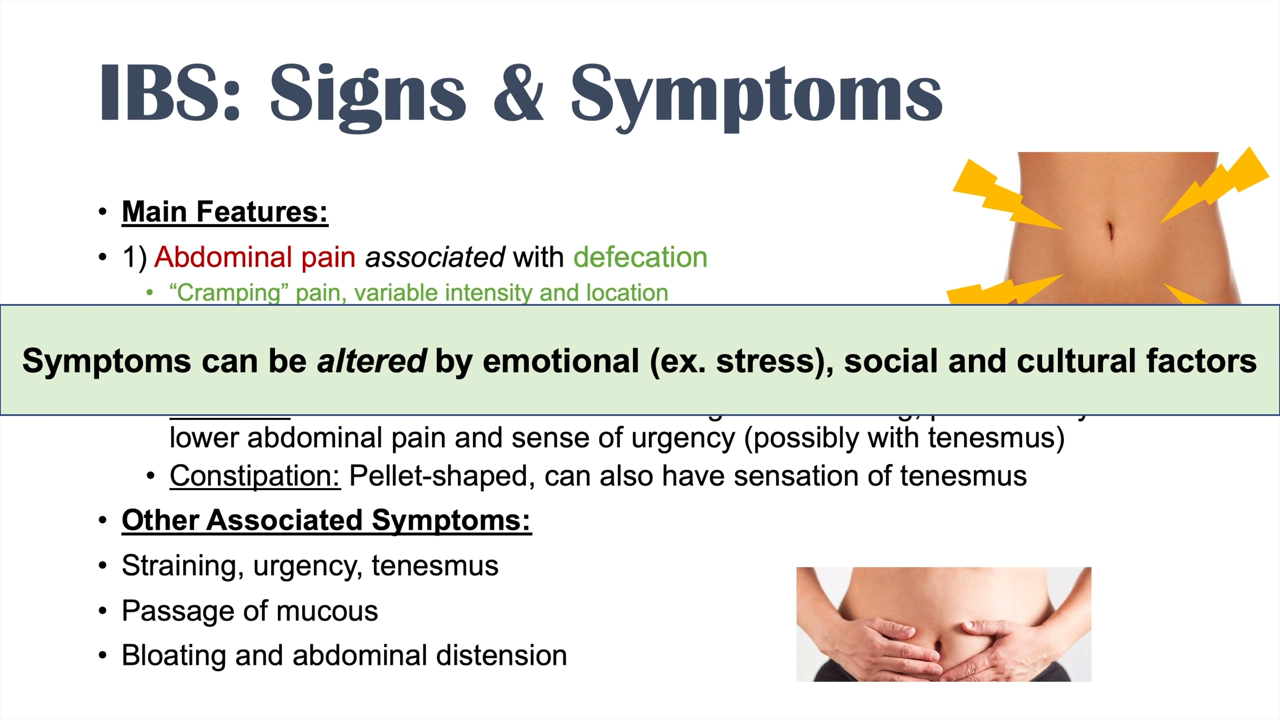 IBS: Signs & Symptoms
• Main Features:
• 1) Abdominal pain associated with defecation
• “Cramping” pain, variable intensity and location
Symptoms can be altered by emotional (ex. stress), social and cultural factors
lower abdominal pain and sense of urgency (possibly with tenesmus)
• Constipation: Pellet-shaped, can also have sensation of tenesmus
• Other Associated Symptoms:
• Straining, urgency, tenesmus
• Passage of mucous
• Bloating and abdominal distension